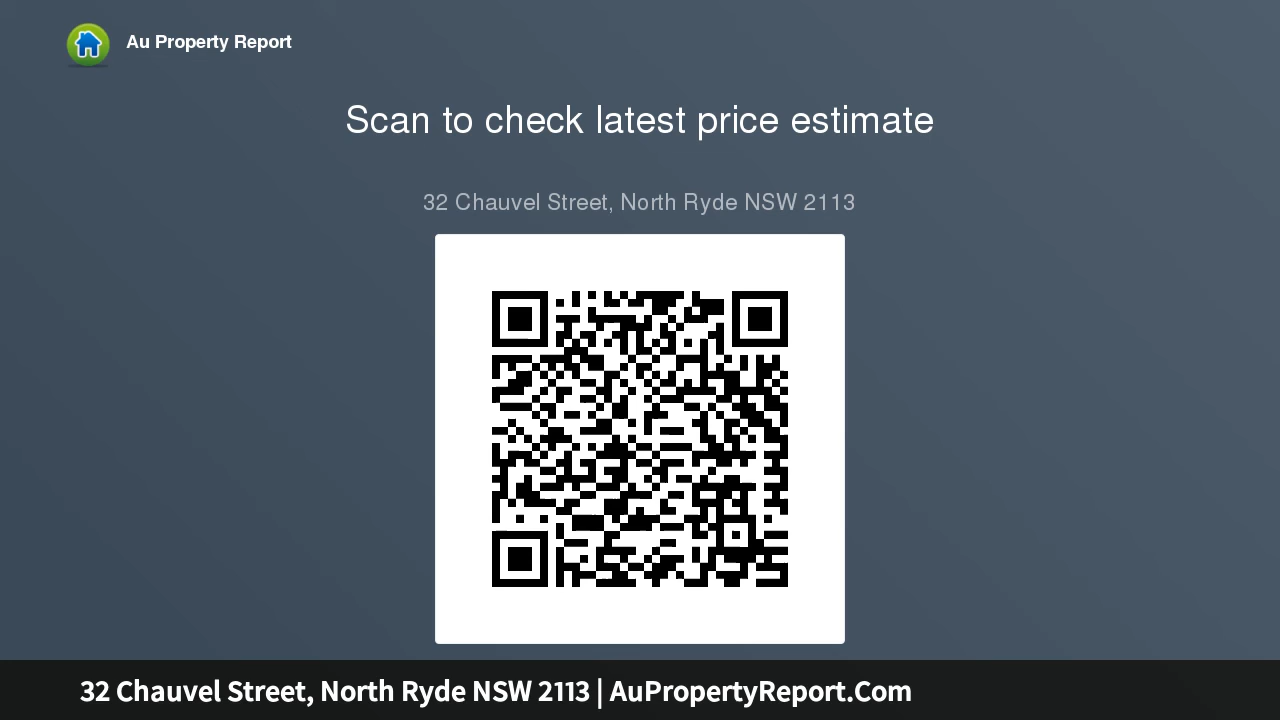 Au Property Report
Scan to check latest price estimate
32 Chauvel Street, North Ryde NSW 2113
32 Chauvel Street, North Ryde NSW 2113 | AuPropertyReport.Com